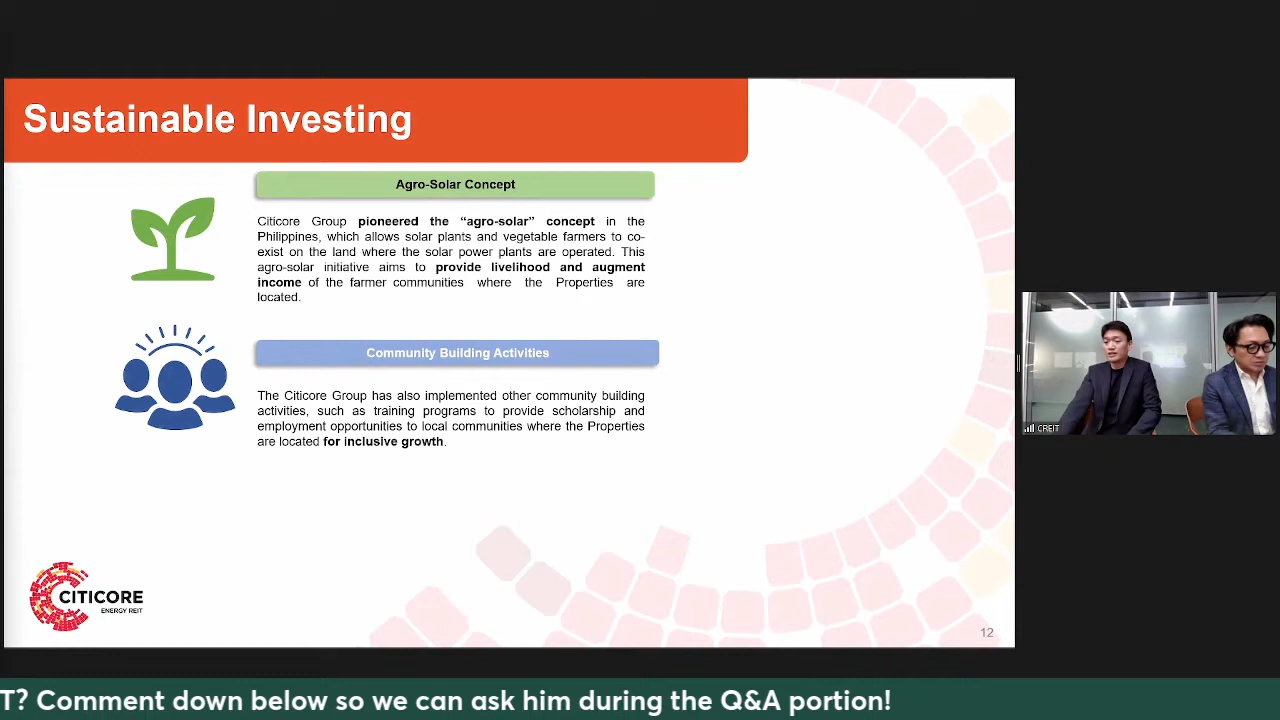 Sustainable Investing
Agro-Solar Concept
Citicore Group pioneered the “agro-solar” concept in the
Philippines, which allows solar plants and vegetable farmers to co-
exist on the land where the solar power plants are operated. This
agro-solar initiative aims to provide livelihood and augment
income of the farmer communities where the Properties are
located.
Community Building Activities
The Citicore Group has also implemented other community building
activities, such as training programs to provide scholarship and
employment opportunities to local communities where the Properties
are located for inclusive growth.
CITICORE
ENERGY REIT
12
CREIT
T? Comment down below so we can ask him during the Q&A portion!